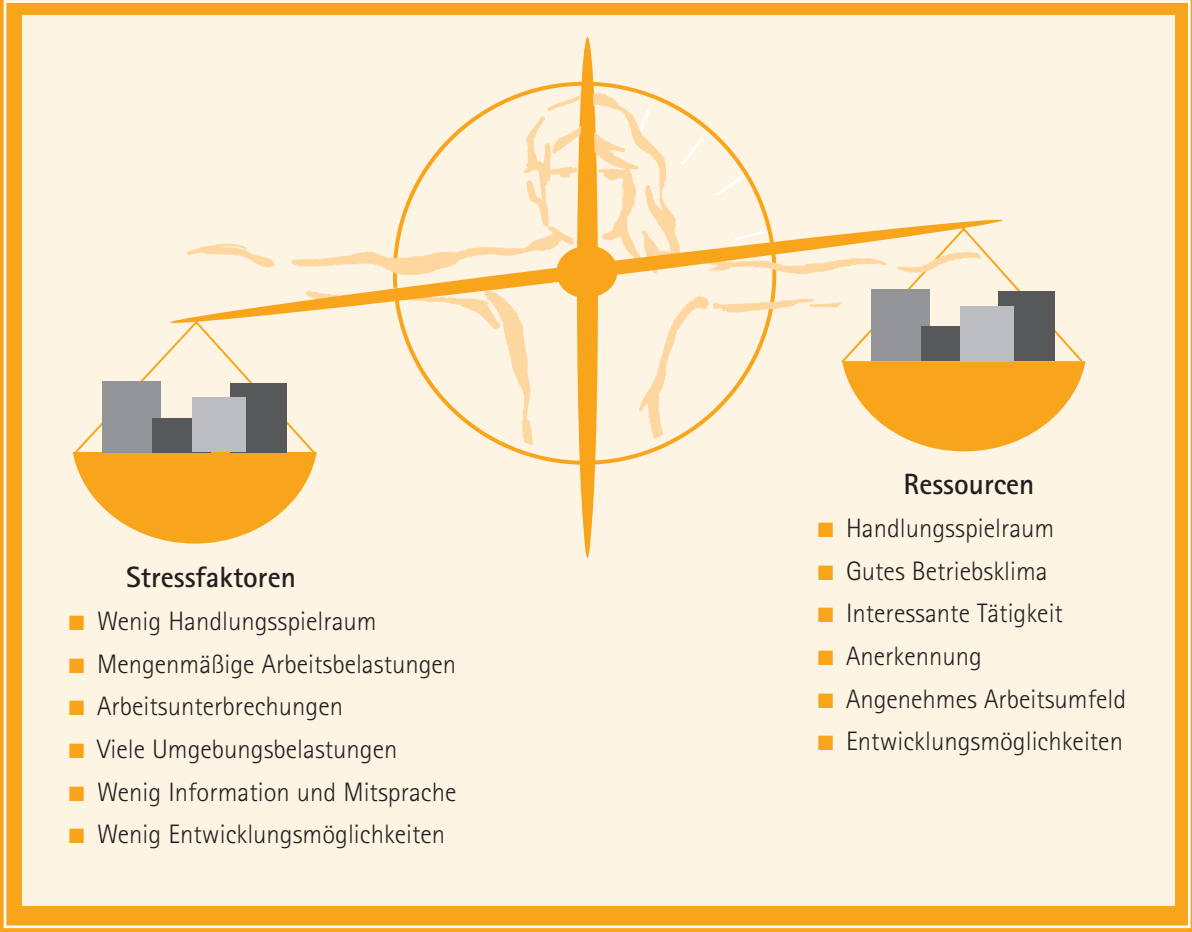 Stressfaktoren
■ Wenig Handlungsspielraum
■ Mengenmäßige Arbeitsbelastungen
■ Arbeitsunterbrechungen
■ Viele Umgebungsbelastungen
■ Wenig Information und Mitsprache
■ Wenig Entwicklungsmöglichkeiten
Ressourcen
■ Handlungsspielraum
■ Gutes Betriebsklima
■ Interessante Tätigkeit
■ Anerkennung
■ Angenehmes Arbeitsumfeld
■ Entwicklungsmöglichkeiten